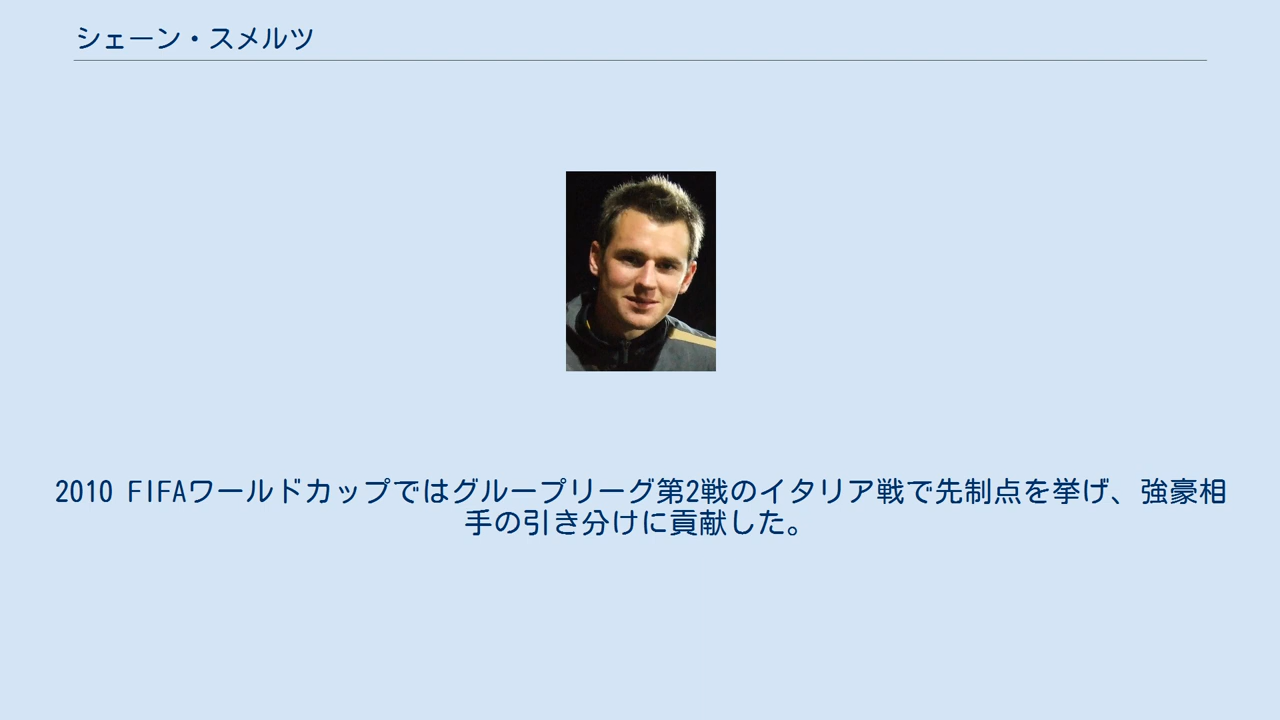 シェーン・スメルツ
2010 FIFAワールドカップではグループリーグ第2戦のイタリア戦で先制点を挙げ、強豪相
手の引き分けに貢献した。